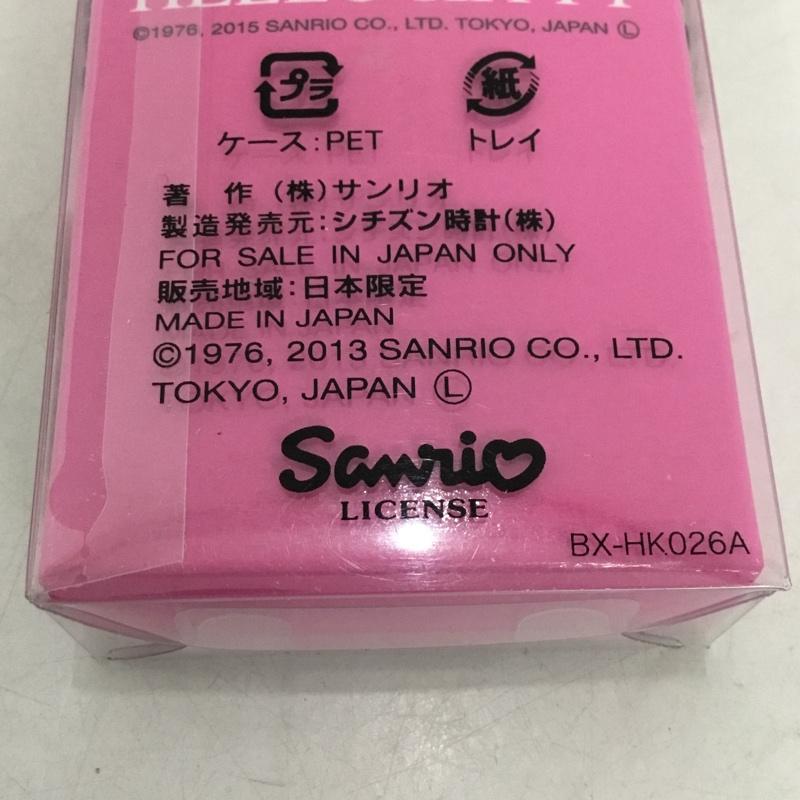 HELLO KITTY
©1976, 2015 SANRIO CO., LTD. TOKYO, JAPAN Ⓛ
プラ 紙
ケース:PET トレイ
著 作 (株)サンリオ
製造発売元:シチズン時計(株)
FOR SALE IN JAPAN ONLY
販売地域:日本限定
MADE IN JAPAN
©1976, 2013 SANRIO CO., LTD.
TOKYO, JAPAN Ⓛ
Sanrio
LICENSE
BX-HK026A